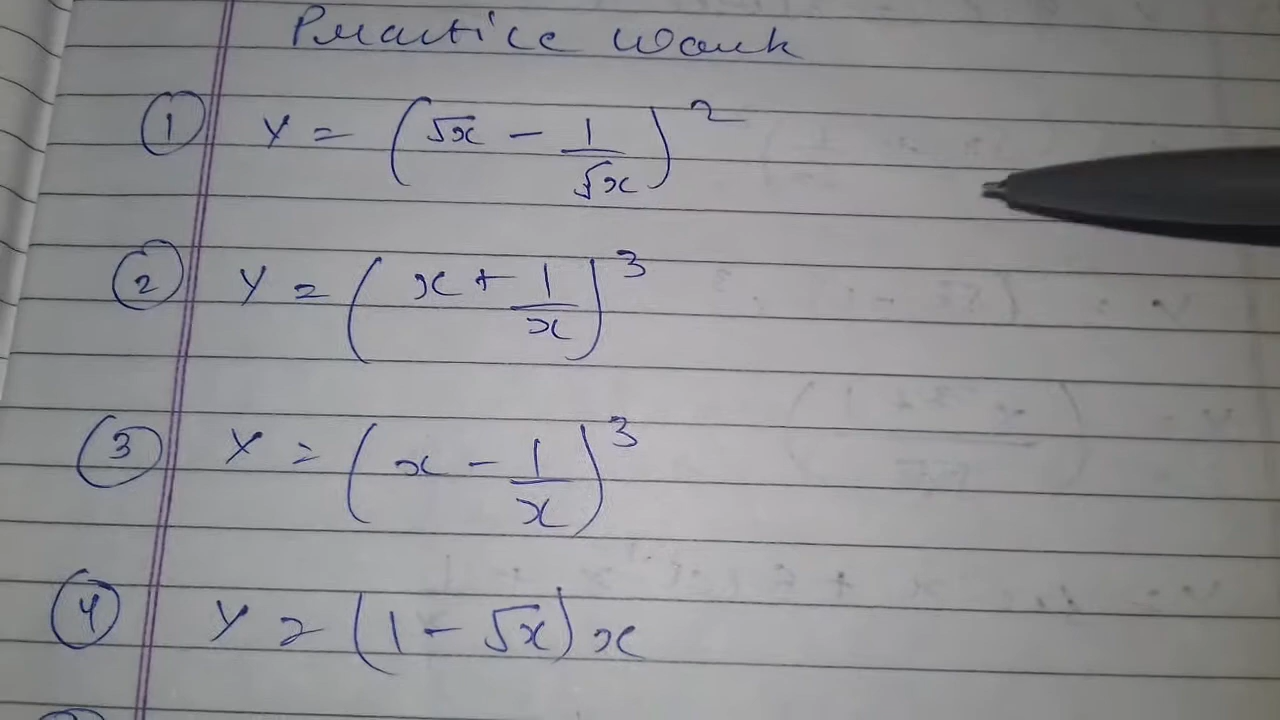 Practice work
① Y = (√x - 1/√x)²
② Y = (x + 1/x)³
③ Y = (x - 1/x)³
④ Y = (1 - √x) x